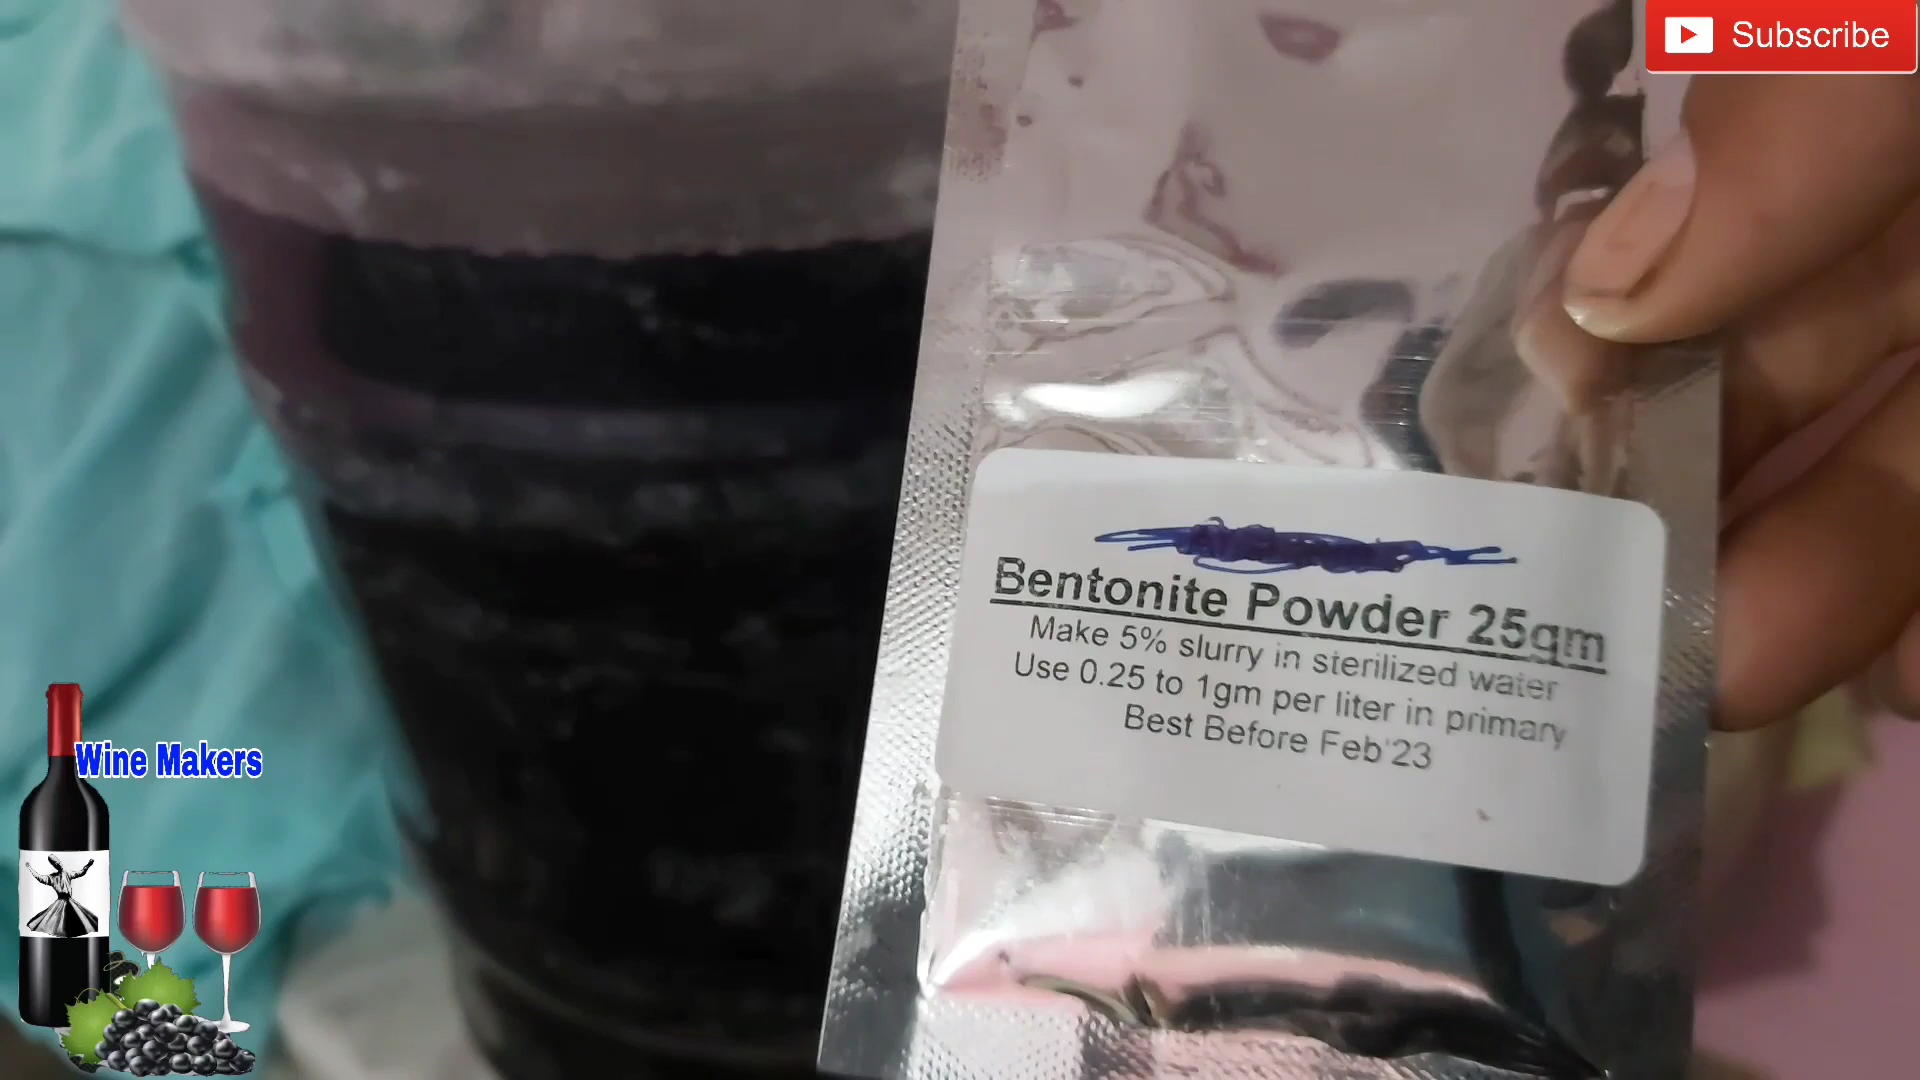 Subscribe
Bentonite Powder 25gm
Make 5% slurry in sterilized water
Use 0.25 to 1gm per liter in primary
Best Before Feb'23
Wine Makers